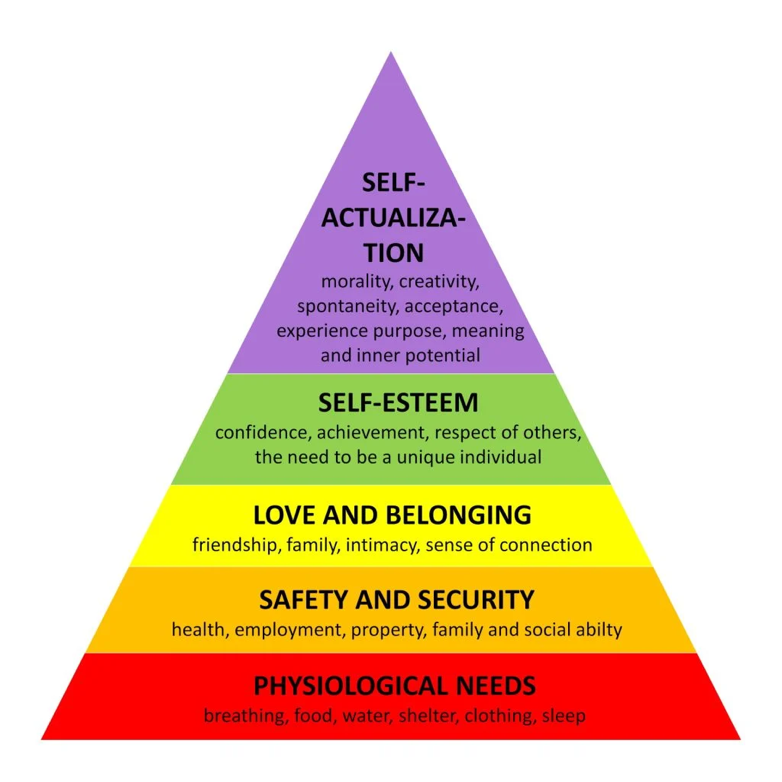 SELF-
ACTUALIZA-
TION
morality, creativity,
spontaneity, acceptance,
experience purpose, meaning
and inner potential
SELF-ESTEEM
confidence, achievement, respect of others,
the need to be a unique individual
LOVE AND BELONGING
friendship, family, intimacy, sense of connection
SAFETY AND SECURITY
health, employment, property, family and social abilty
PHYSIOLOGICAL NEEDS
breathing, food, water, shelter, clothing, sleep